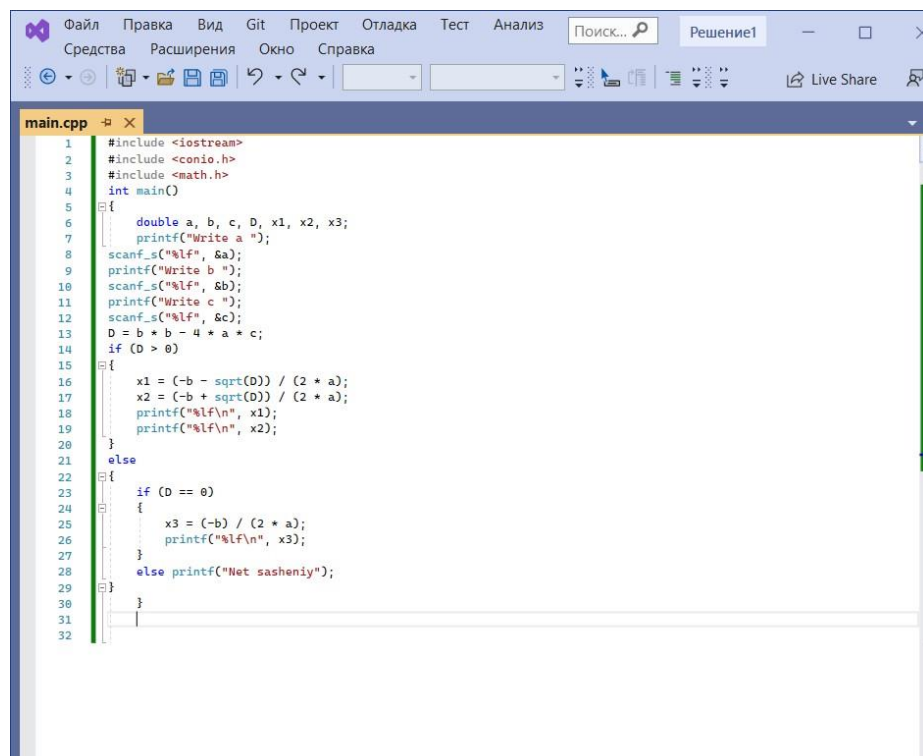 Файл Правка Вид Git Проект Отладка Тест Анализ Поиск... Решение1
Средства Расширения Окно Справка
Live Share
main.cpp
1 #include <iostream>
2 #include <conio.h>
3 #include <math.h>
4 int main()
5 {
6 double a, b, c, D, x1, x2, x3;
7 printf("Write a ");
8 scanf_s("%lf", &a);
9 printf("Write b ");
10 scanf_s("%lf", &b);
11 printf("Write c ");
12 scanf_s("%lf", &c);
13 D = b * b - 4 * a * c;
14 if (D > 0)
15 {
16 x1 = (-b - sqrt(D)) / (2 * a);
17 x2 = (-b + sqrt(D)) / (2 * a);
18 printf("%lf\n", x1);
19 printf("%lf\n", x2);
20 }
21 else
22 {
23 if (D == 0)
24 {
25 x3 = (-b) / (2 * a);
26 printf("%lf\n", x3);
27 }
28 else printf("Net sasheniy");
29 }
30 }
31
32